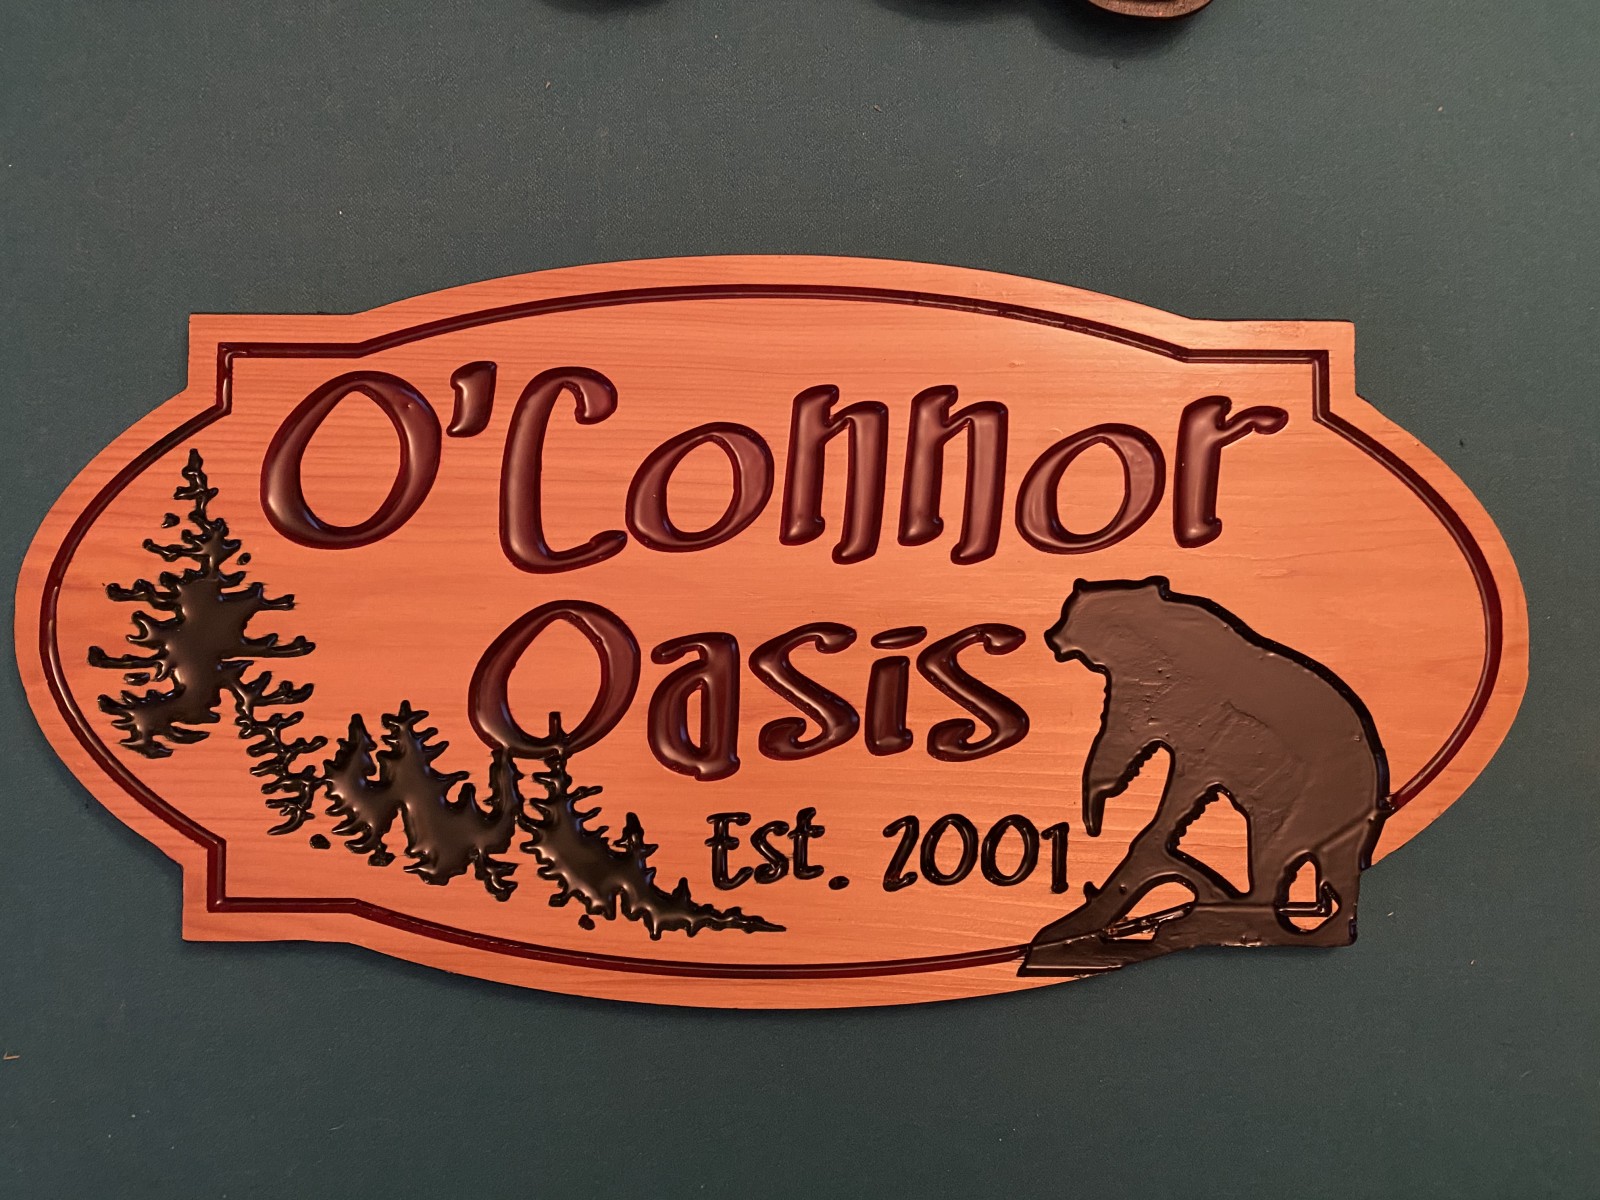 O'Connor
Oasis
Est. 2001